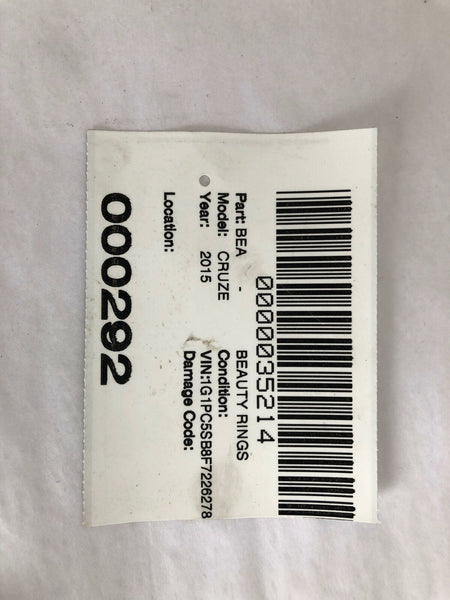 0000035214
Part: BEA - BEAUTY RINGS
Model: CRUZE Condition:
Year: 2015 VIN:1G1PC5SB8F7226278
Damage Code:
Location:
000292